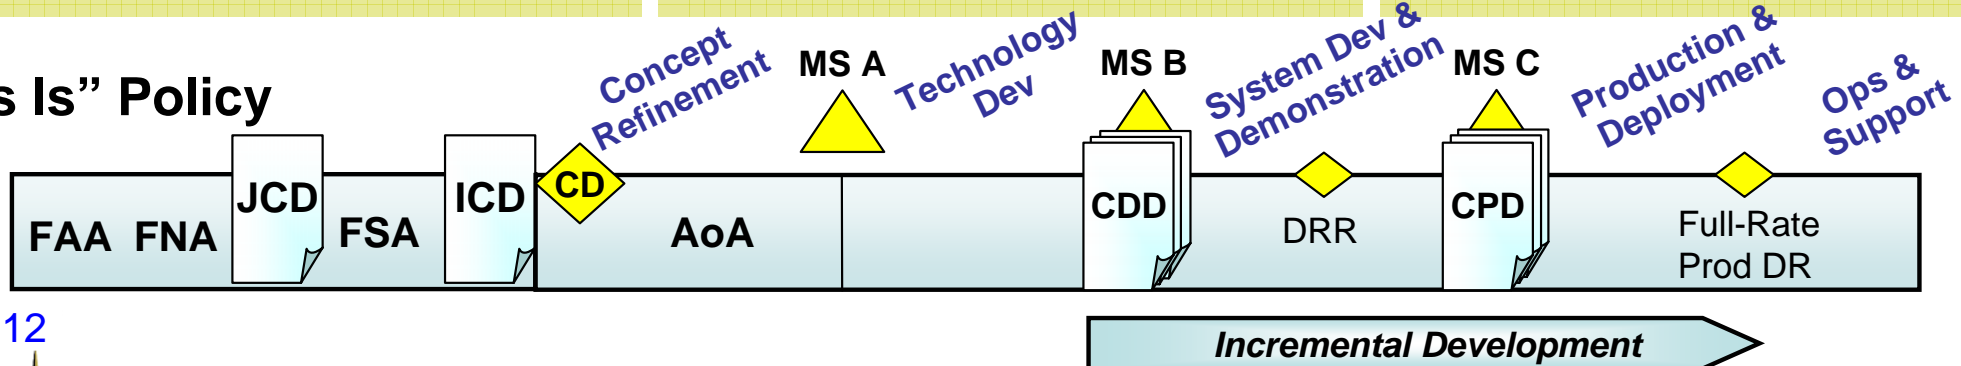 s Is” Policy
Concept
Refinement
MS A
Technology
Dev
MS B
System Dev &
Demonstration
MS C
Production &
Deployment
Ops &
Support
FAA FNA
JCD
FSA
ICD
CD
AoA
CDD
DRR
CPD
Full-Rate
Prod DR
12
Incremental Development